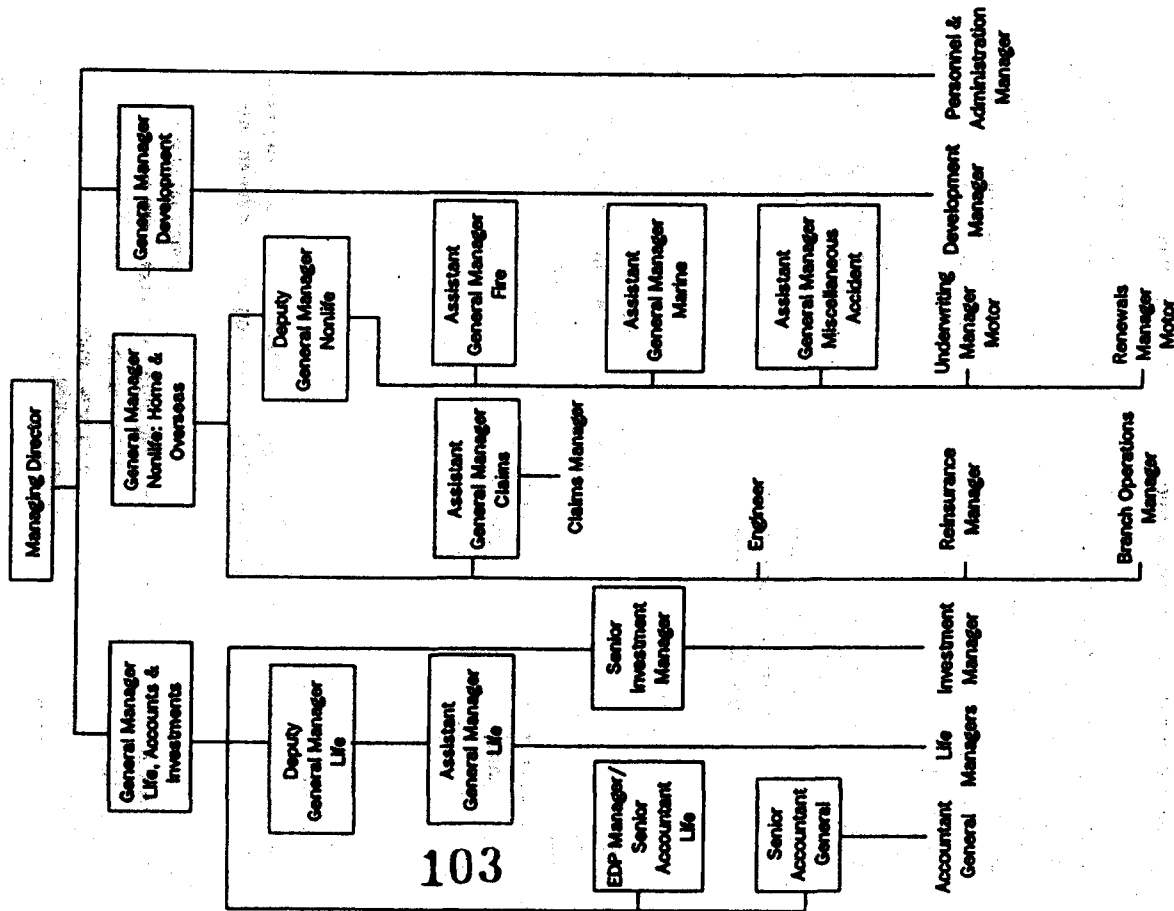 Managing Director
General Manager
Life, Accounts &
Investments
General Manager
Nonlife: Home &
Overseas
General Manager
Development
Deputy
General Manager
Life
Deputy
General Manager
Nonlife
Assistant
General Manager
Life
Assistant
General Manager
Claims
Claims Manager
Assistant
General Manager
Fire
EDP Manager/
Senior
Accountant
Life
Senior
Investment
Manager
Assistant
General Manager
Marine
Senior
Accountant
General
Engineer
Assistant
General Manager
Miscellaneous
Accident
Accountant
General
Life
Managers
Investment
Manager
Reinsurance
Manager
Underwriting
Manager
Motor
Development
Manager
Personnel &
Administration
Manager
Branch Operations
Manager
Renewals
Manager
Motor
103